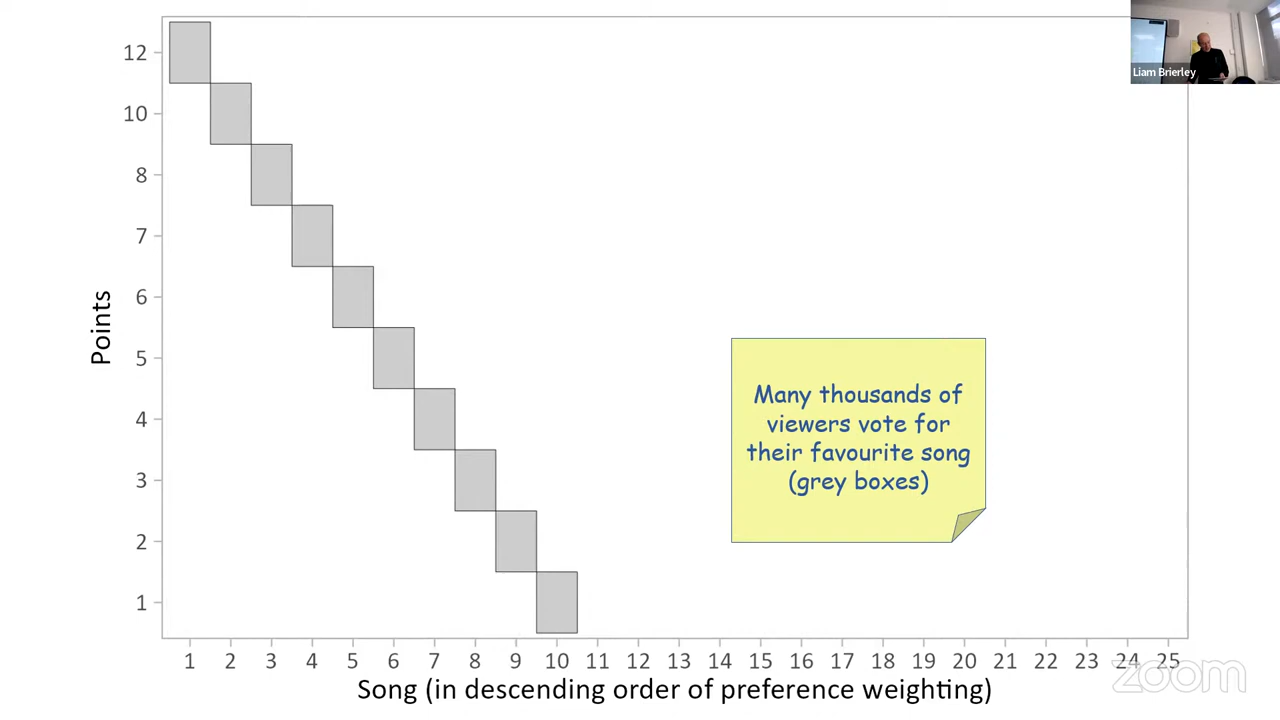 Liam Brierley
12
10
8
7
6
5
4
3
2
1
Points
Many thousands of
viewers vote for
their favourite song
(grey boxes)
1 2 3 4 5 6 7 8 9 10 11 12 13 14 15 16 17 18 19 20 21 22 23 24 25
Song (in descending order of preference weighting)
zoom